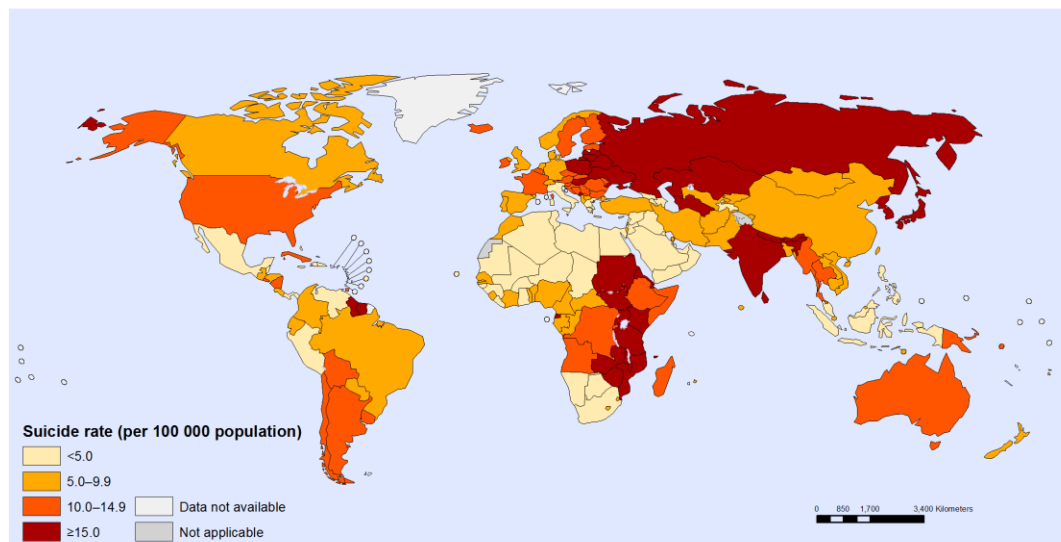 Suicide rate (per 100 000 population)
<5.0
5.0–9.9
10.0–14.9
≥15.0
Data not available
Not applicable
0 850 1,700 3,400 Kilometers